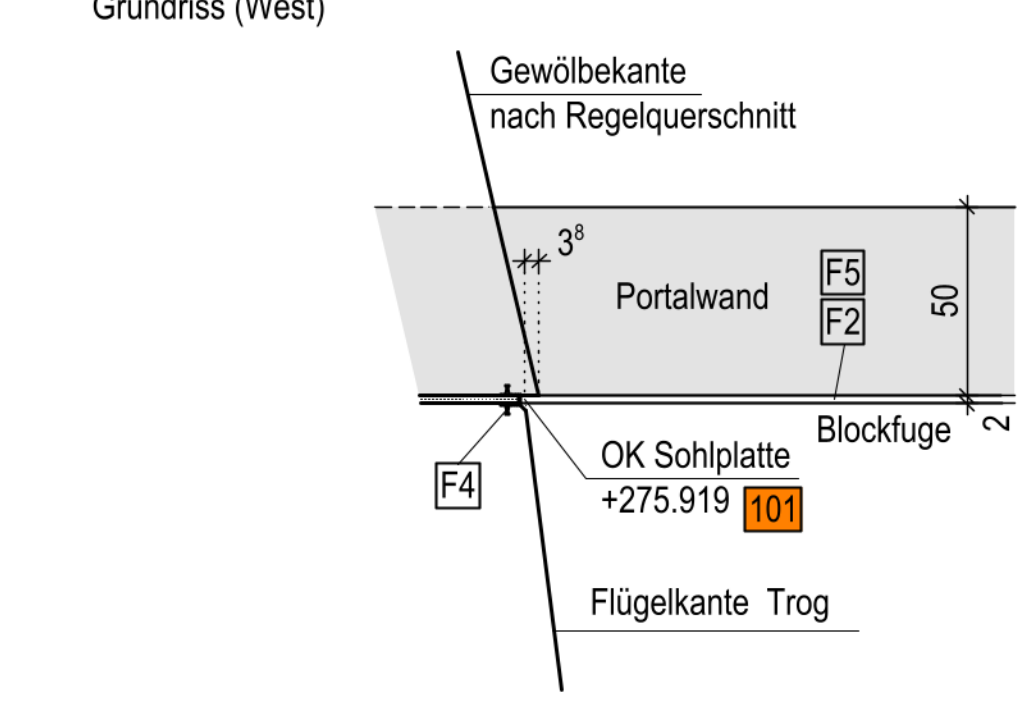 Grundriss (West)
Gewölbekante
nach Regelquerschnitt
3⁸
Portalwand
F5
F2
50
2
Blockfuge
OK Sohlplatte
+275.919 101
F4
Flügelkante Trog